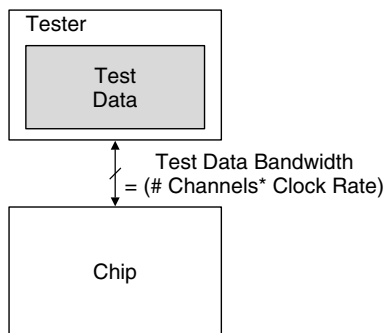 Tester
Test
Data
Test Data Bandwidth
= (# Channels* Clock Rate)
Chip